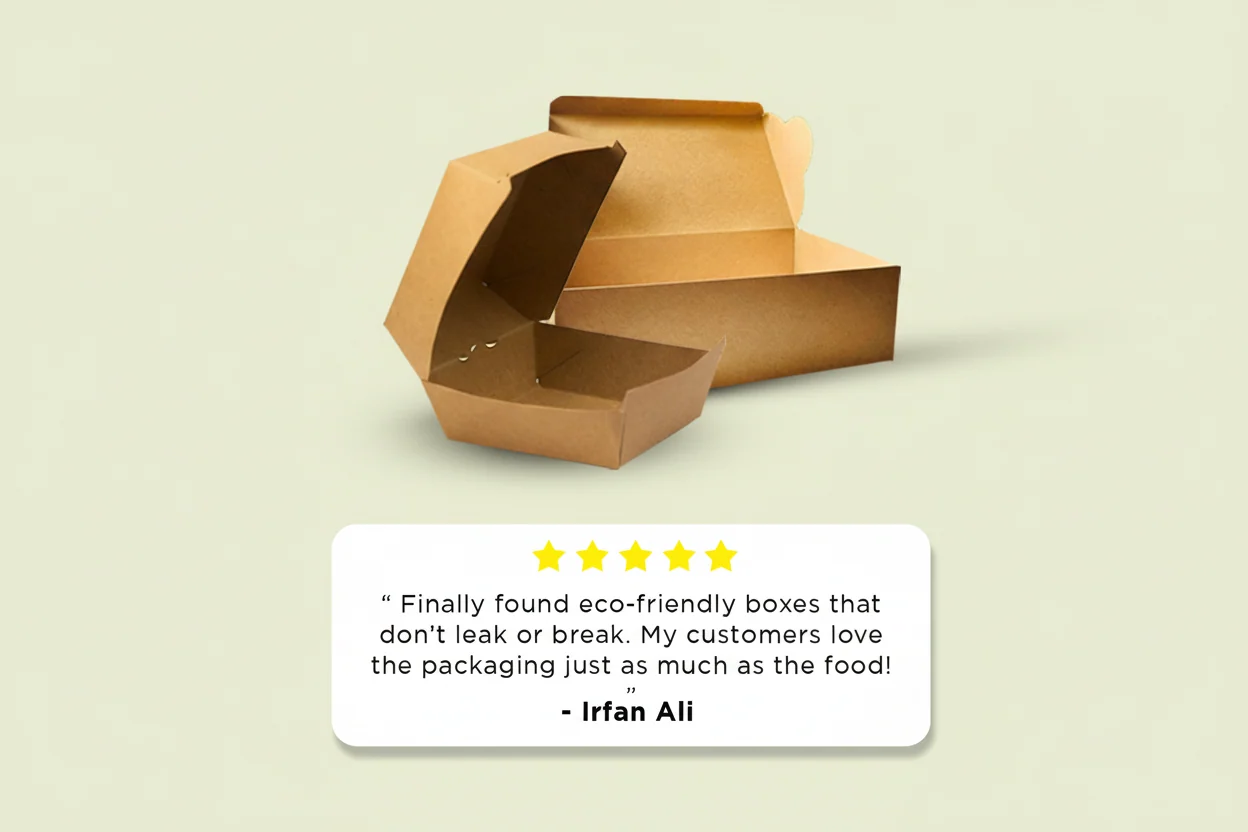 “ Finally found eco-friendly boxes that
don’t leak or break. My customers love
the packaging just as much as the food!
”
- Irfan Ali